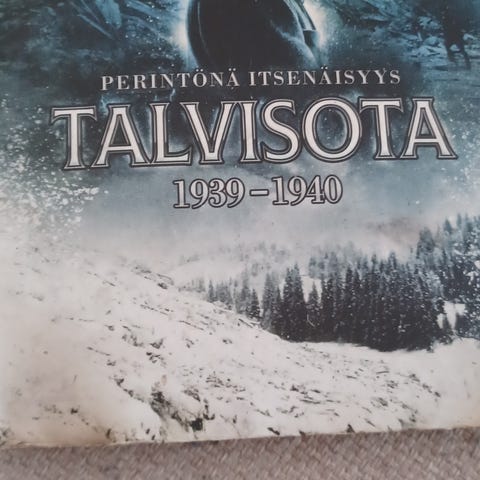 PERINTÖNÄ ITSENÄISYYS
TALVISOTA
1939–1940